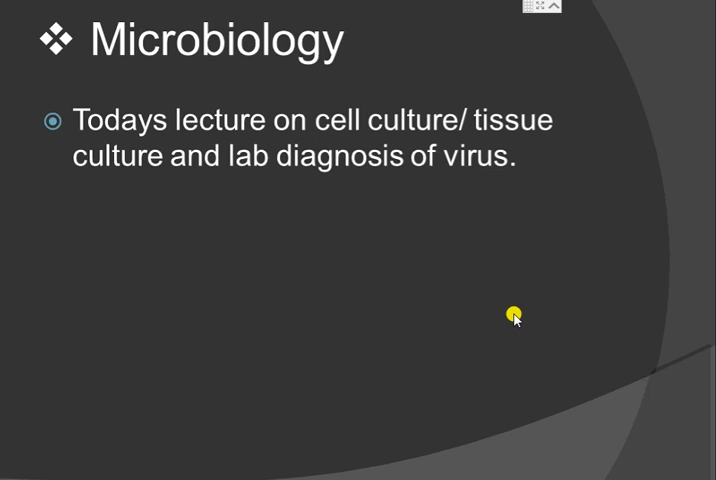 ❖ Microbiology
Todays lecture on cell culture/ tissue
culture and lab diagnosis of virus.